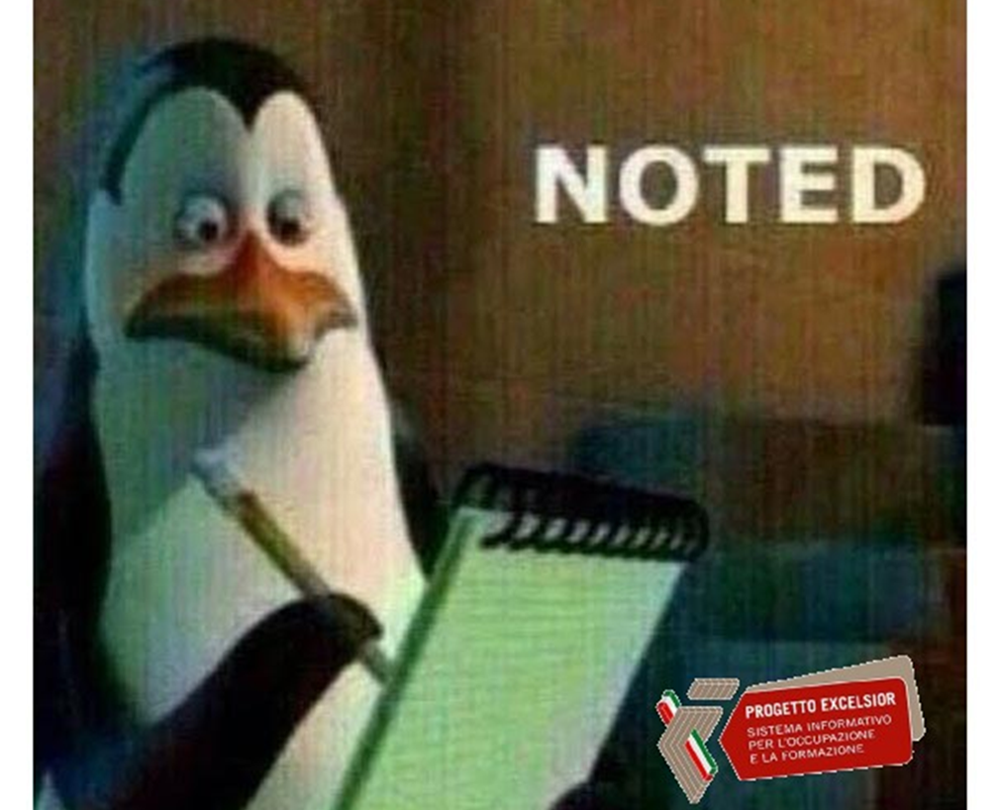 NOTED
PROGETTO EXCELSIOR
SISTEMA INFORMATIVO
PER L'OCCUPAZIONE
E LA FORMAZIONE